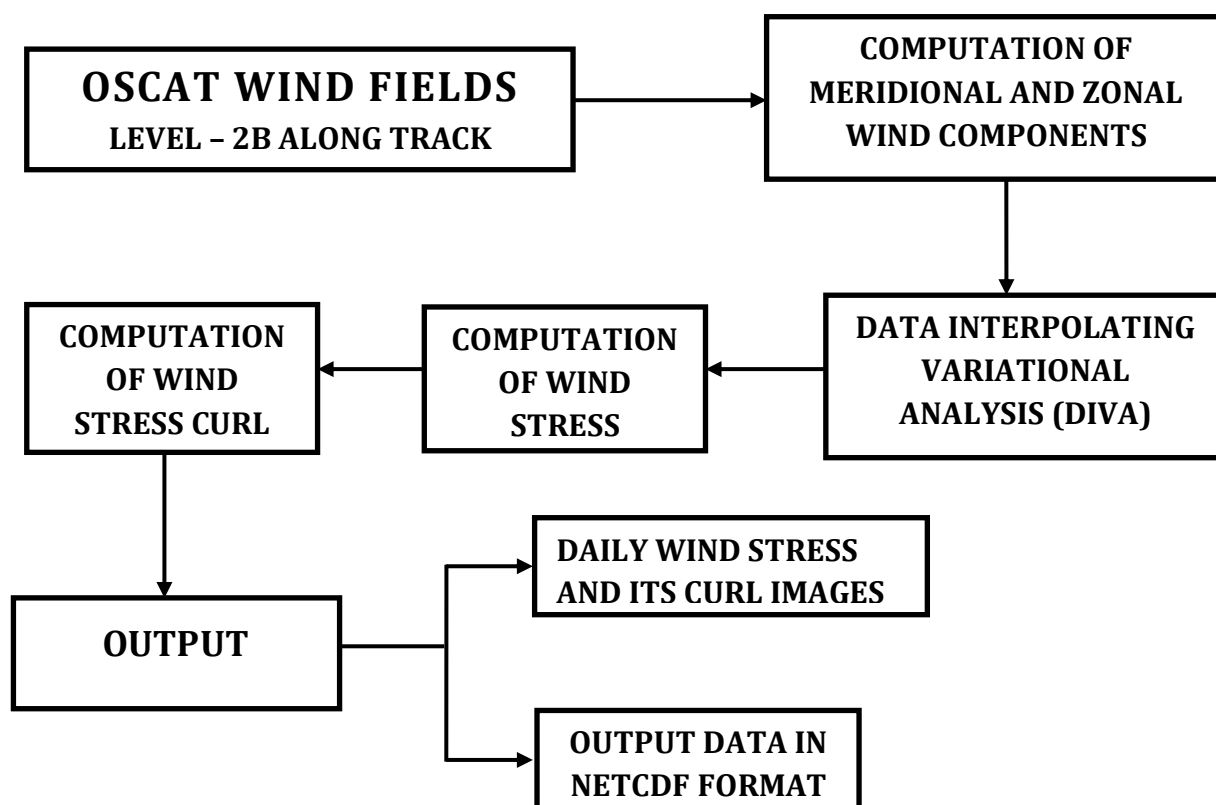 OSCAT WIND FIELDS
LEVEL – 2B ALONG TRACK
COMPUTATION OF
MERIDIONAL AND ZONAL
WIND COMPONENTS
DATA INTERPOLATING
VARIATIONAL
ANALYSIS (DIVA)
COMPUTATION
OF WIND
STRESS
COMPUTATION
OF WIND
STRESS CURL
OUTPUT
DAILY WIND STRESS
AND ITS CURL IMAGES
OUTPUT DATA IN
NETCDF FORMAT